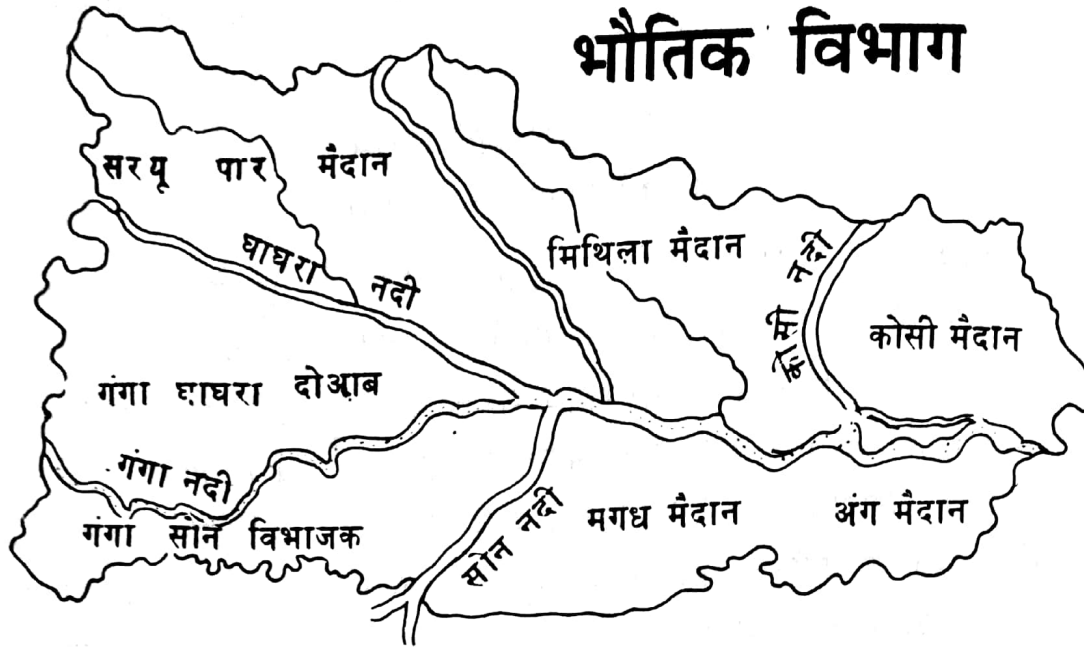 भौतिक विभाग
सरयू पार मैदान
घाघरा नदी
मिथिला मैदान
कोसी नदी
कोसी मैदान
गंगा घाघरा दोआब
गंगा नदी
गंगा सोन विभाजक
सोन नदी
मगध मैदान
अंग मैदान